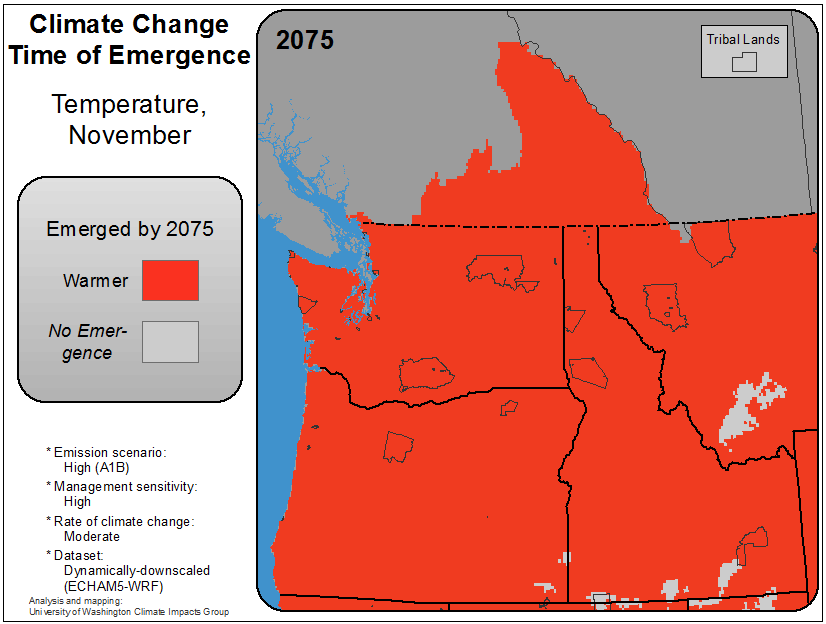 Climate Change
Time of Emergence
Temperature,
November
Emerged by 2075
Warmer
No Emer-
gence
* Emission scenario:
High (A1B)
* Management sensitivity:
High
* Rate of climate change:
Moderate
* Dataset:
Dynamically-downscaled
(ECHAM5-WRF)
Analysis and mapping:
University of Washington Climate Impacts Group
2075
Tribal Lands